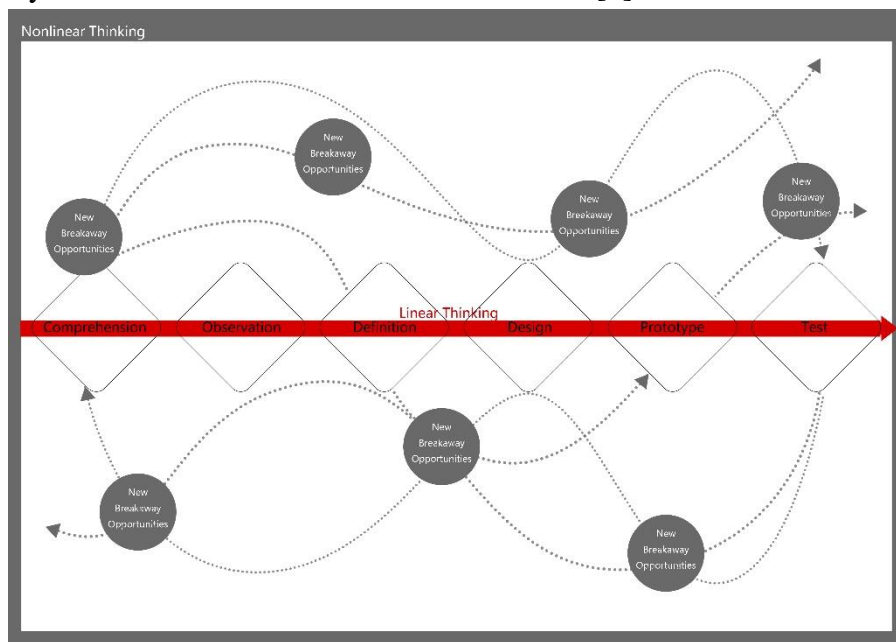 Nonlinear Thinking
New
Breakaway
Opportunities
New
Breakaway
Opportunities
New
Breakaway
Opportunities
New
Breakaway
Opportunities
Linear Thinking
Comprehension Observation Definition Design Prototype Test
New
Breakaway
Opportunities
New
Breakaway
Opportunities
New
Breakaway
Opportunities